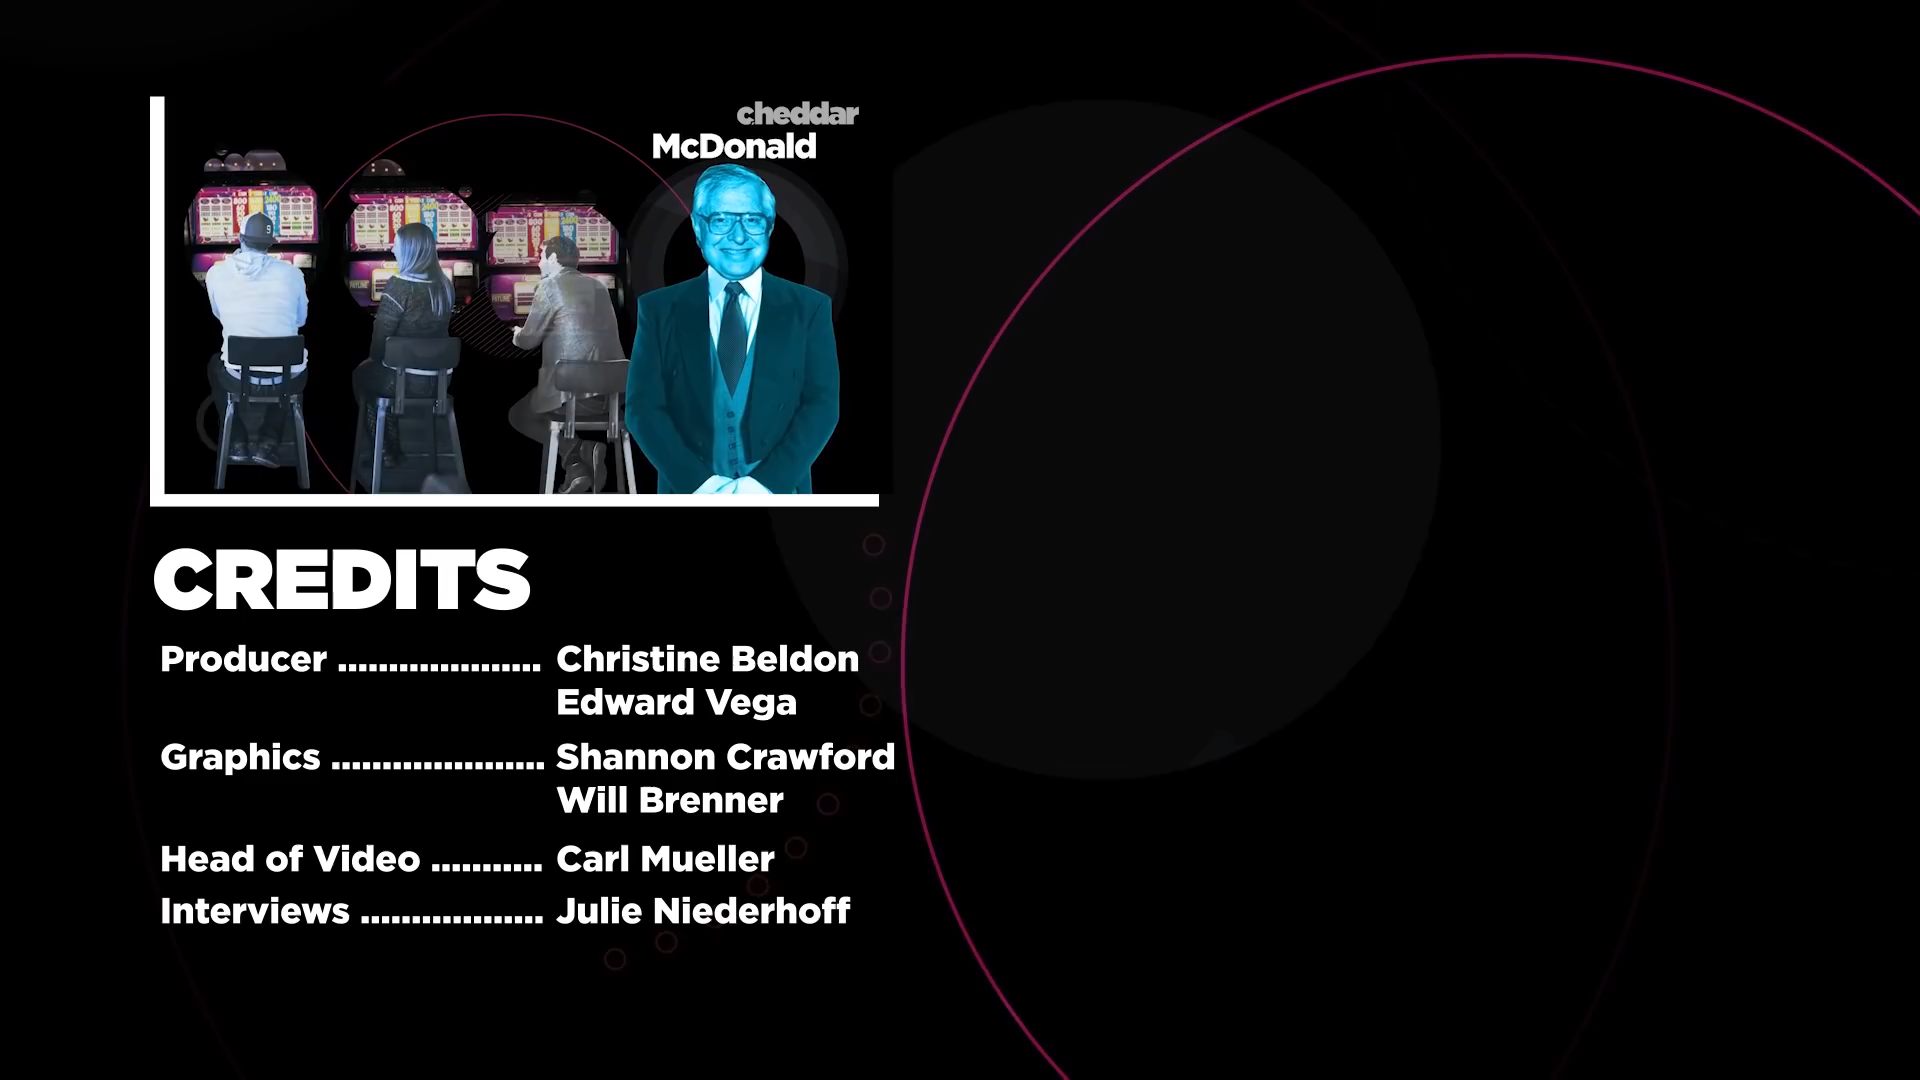 cheddar
McDonald
CREDITS
Producer .................... Christine Beldon
Edward Vega
Graphics ..................... Shannon Crawford
Will Brenner
Head of Video ........... Carl Mueller
Interviews .................. Julie Niederhoff